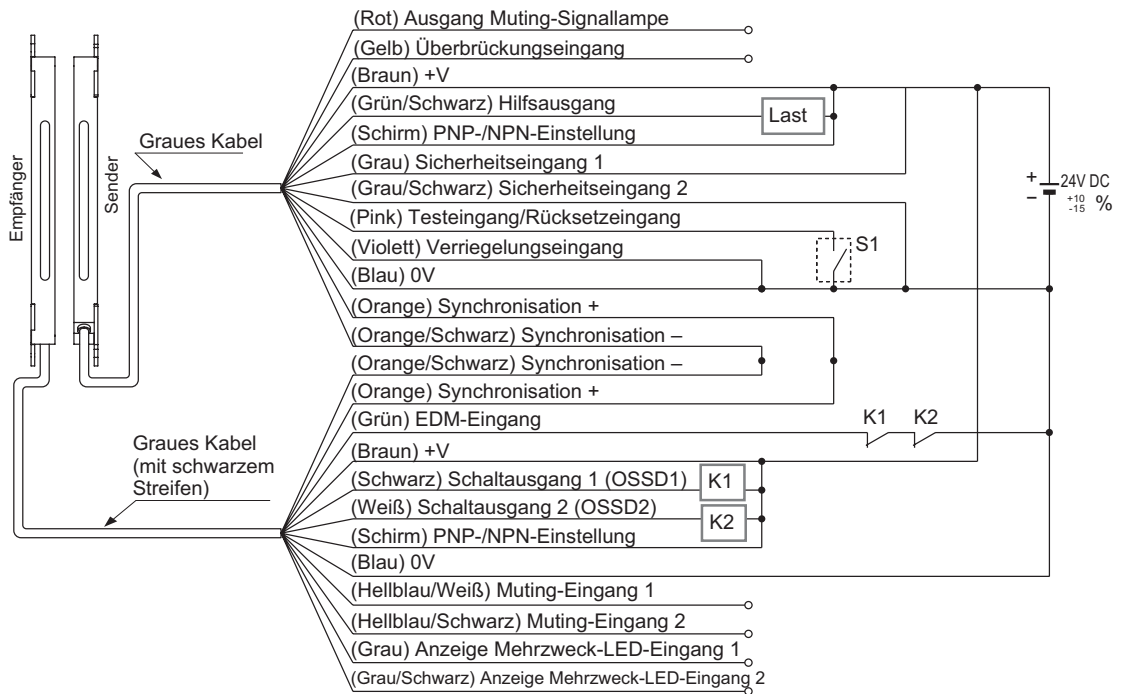 (Rot) Ausgang Muting-Signallampe
(Gelb) Überbrückungseingang
(Braun) +V
(Grün/Schwarz) Hilfsausgang
Last
(Schirm) PNP-/NPN-Einstellung
Graues Kabel
(Grau) Sicherheitseingang 1
(Grau/Schwarz) Sicherheitseingang 2
Empfänger
Sender
+
–
24V DC
+10
-15 %
(Pink) Testeingang/Rücksetzeingang
S1
(Violett) Verriegelungseingang
(Blau) 0V
(Orange) Synchronisation +
(Orange/Schwarz) Synchronisation –
(Orange/Schwarz) Synchronisation –
(Orange) Synchronisation +
(Grün) EDM-Eingang
K1 K2
Graues Kabel
(mit schwarzem
Streifen)
(Braun) +V
(Schwarz) Schaltausgang 1 (OSSD1)
K1
(Weiß) Schaltausgang 2 (OSSD2)
K2
(Schirm) PNP-/NPN-Einstellung
(Blau) 0V
(Hellblau/Weiß) Muting-Eingang 1
(Hellblau/Schwarz) Muting-Eingang 2
(Grau) Anzeige Mehrzweck-LED-Eingang 1
(Grau/Schwarz) Anzeige Mehrzweck-LED-Eingang 2